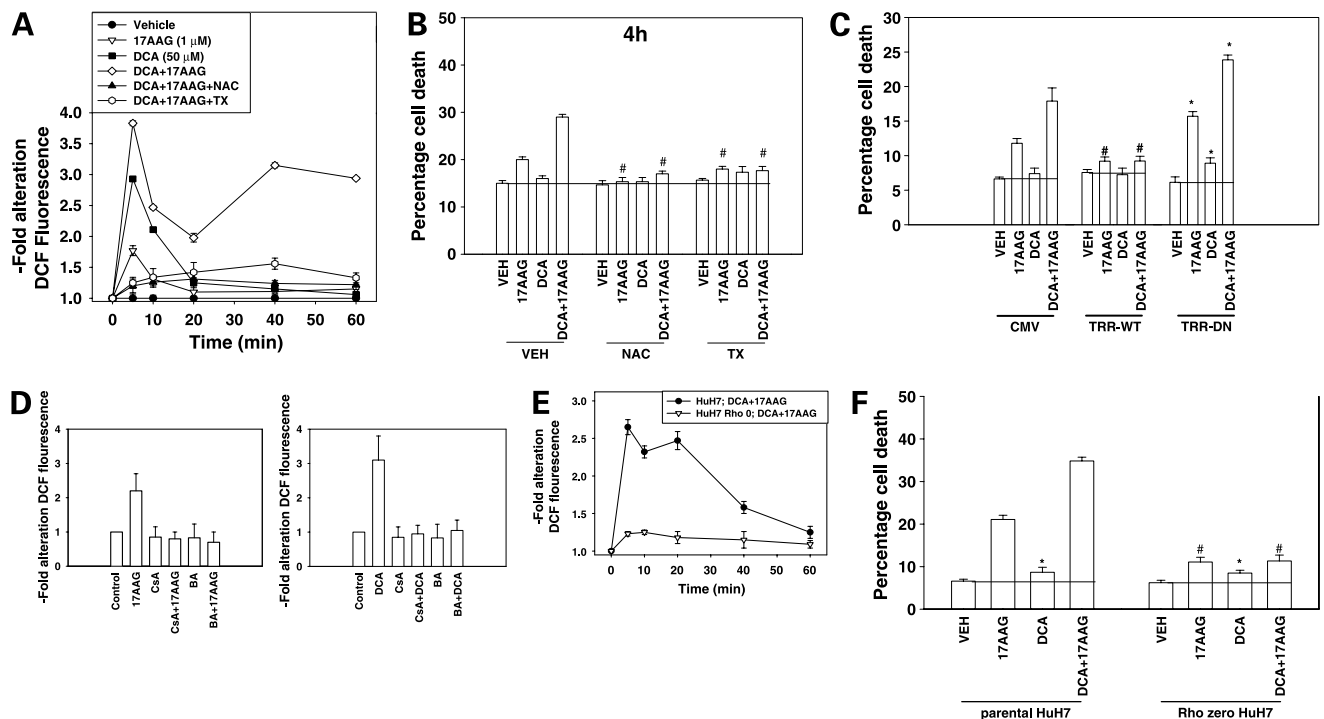 A
Vehicle
17AAG (1 μM)
DCA (50 μM)
DCA+17AAG
DCA+17AAG+NAC
DCA+17AAG+TX
-Fold alteration
DCF Fluorescence
4.0
3.5
3.0
2.5
2.0
1.5
1.0
0 10 20 30 40 50 60
Time (min)
B
4h
Percentage cell death
50
40
30
20
10
0
# # # #
VEH 17AAG DCA DCA+17AAG VEH 17AAG DCA DCA+17AAG VEH 17AAG DCA DCA+17AAG
VEH NAC TX
C
Percentage cell death
30
25
20
15
10
5
0
# # * * *
VEH 17AAG DCA DCA+17AAG VEH 17AAG DCA DCA+17AAG VEH 17AAG DCA DCA+17AAG
CMV TRR-WT TRR-DN
D
-Fold alteration DCF flourescence
4
3
2
1
0
Control 17AAG CsA CsA+17AAG BA BA+17AAG
-Fold alteration DCF flourescence
4
3
2
1
0
Control DCA CsA CsA+DCA BA BA+DCA
E
HuH7; DCA+17AAG
HuH7 Rho 0; DCA+17AAG
-Fold alteration
DCF fluorescence
3.0
2.5
2.0
1.5
1.0
0 10 20 30 40 50 60
Time (min)
F
Percentage cell death
50
40
30
20
10
0
* # * #
VEH 17AAG DCA DCA+17AAG VEH 17AAG DCA DCA+17AAG
parental HuH7 Rho zero HuH7